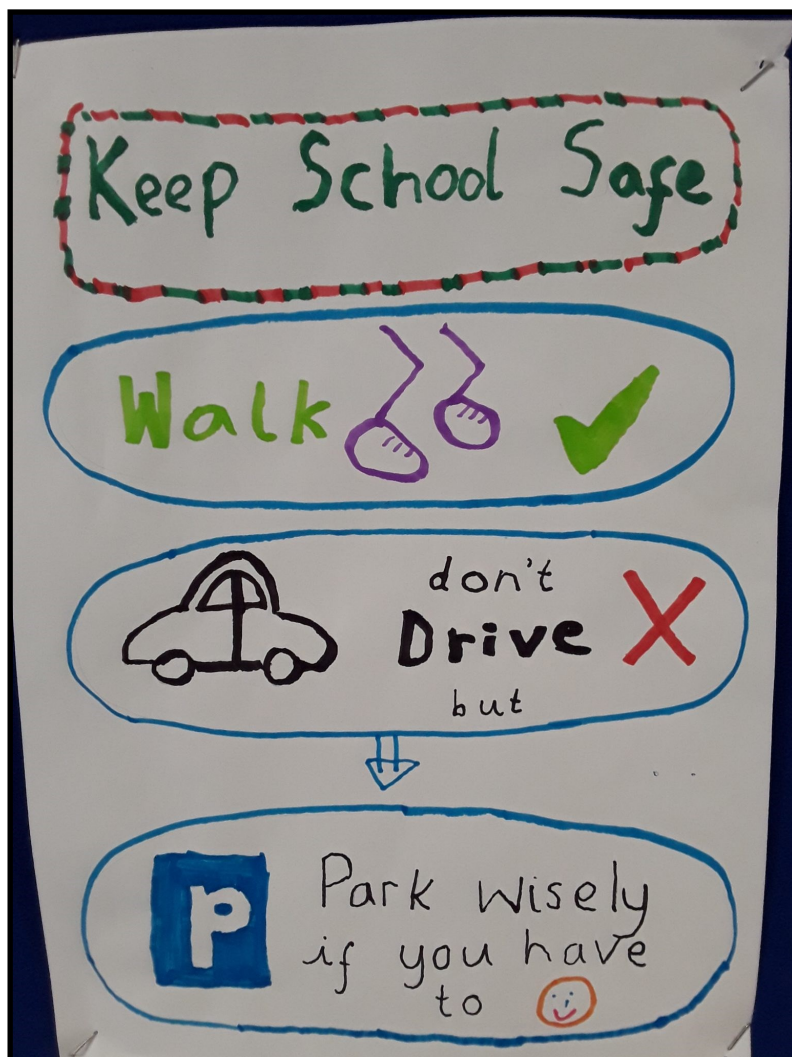 Keep School Safe
Walk
don't
Drive
but
P
Park wisely
if you have
to